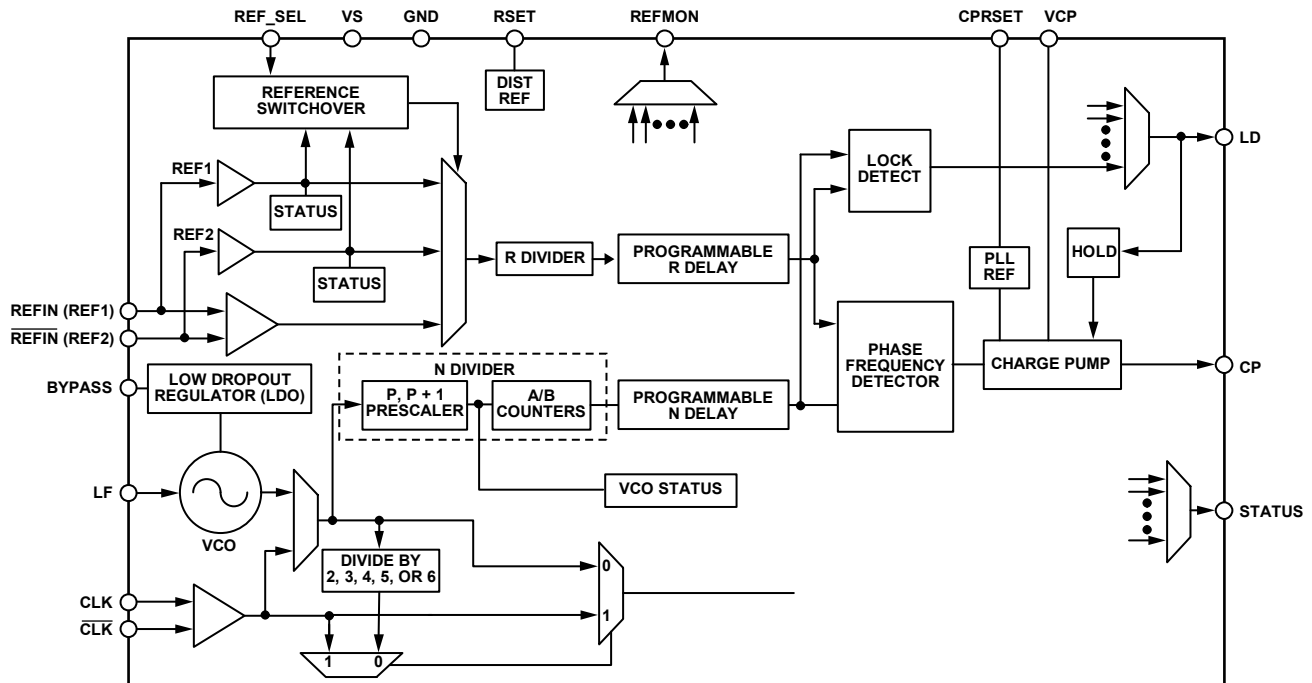 REF_SEL
VS
GND
RSET
REFMON
CPRSET
VCP
REFERENCE
SWITCHOVER
DIST
REF
REF1
STATUS
REF2
STATUS
LOCK
DETECT
LD
R DIVIDER
PROGRAMMABLE
R DELAY
PLL
REF
HOLD
REFIN (REF1)
REFIN (REF2)
BYPASS
LOW DROPOUT
REGULATOR (LDO)
N DIVIDER
P, P + 1
PRESCALER
A/B
COUNTERS
PROGRAMMABLE
N DELAY
PHASE
FREQUENCY
DETECTOR
CHARGE PUMP
CP
LF
VCO
VCO STATUS
STATUS
DIVIDE BY
2, 3, 4, 5, OR 6
0
1
CLK
CLK
1
0